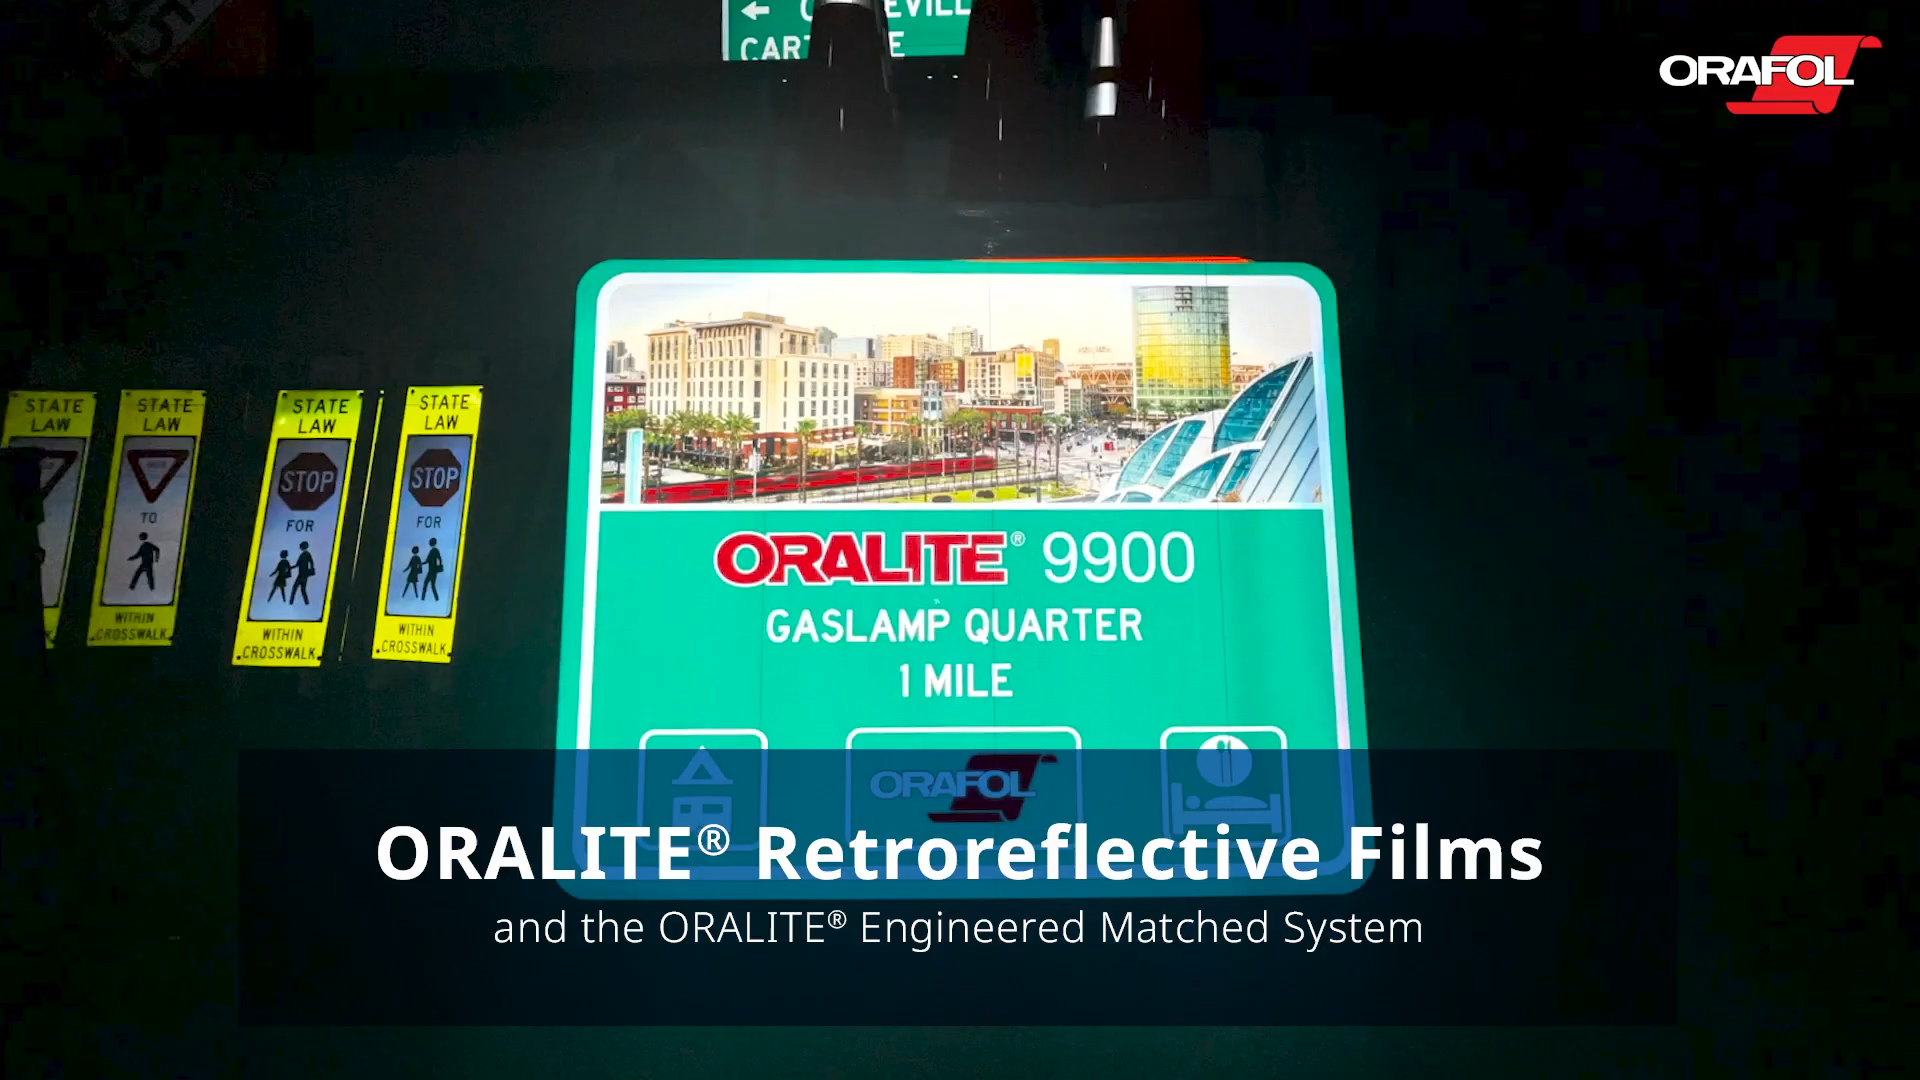 ORAFOL
STATE
LAW
STATE
LAW
TO
WITHIN
CROSSWALK
STATE
LAW
STOP
FOR
WITHIN
CROSSWALK
STATE
LAW
STOP
FOR
WITHIN
CROSSWALK
ORALITE® 9900
GASLAMP QUARTER
1 MILE
ORAFOL
ORALITE® Retroreflective Films
and the ORALITE® Engineered Matched System